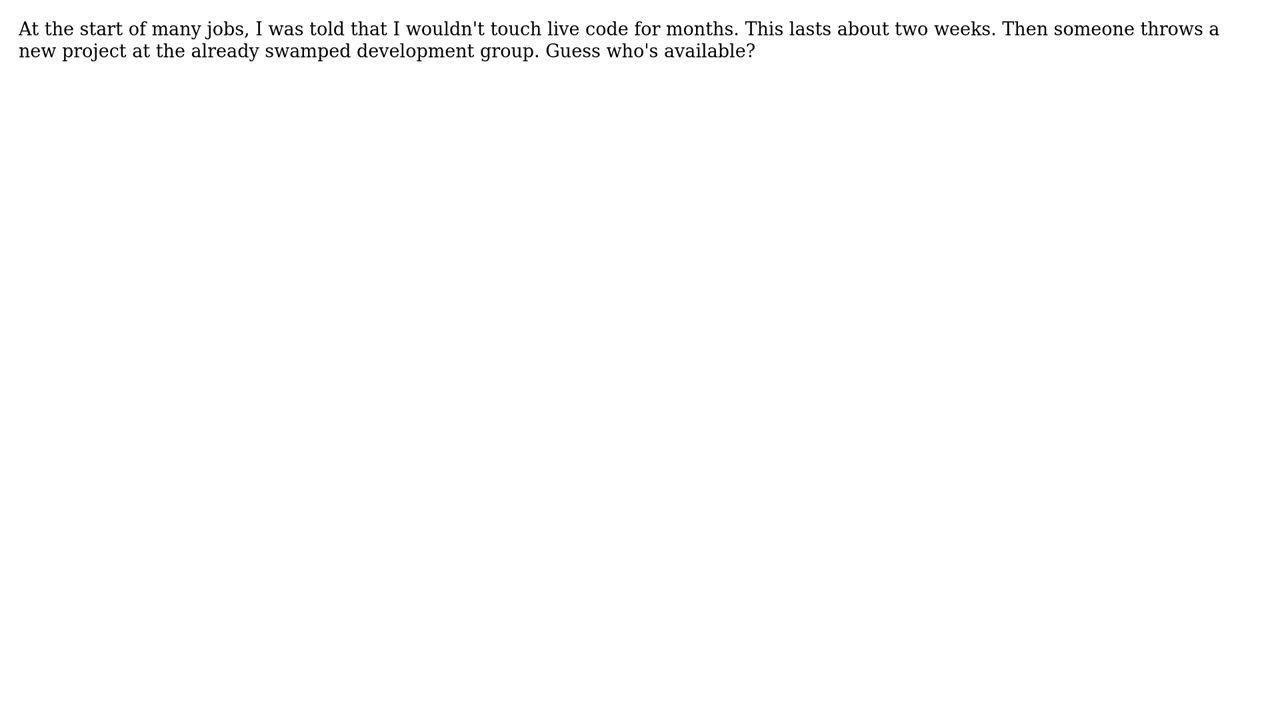 At the start of many jobs, I was told that I wouldn't touch live code for months. This lasts about two weeks. Then someone throws a
new project at the already swamped development group. Guess who's available?